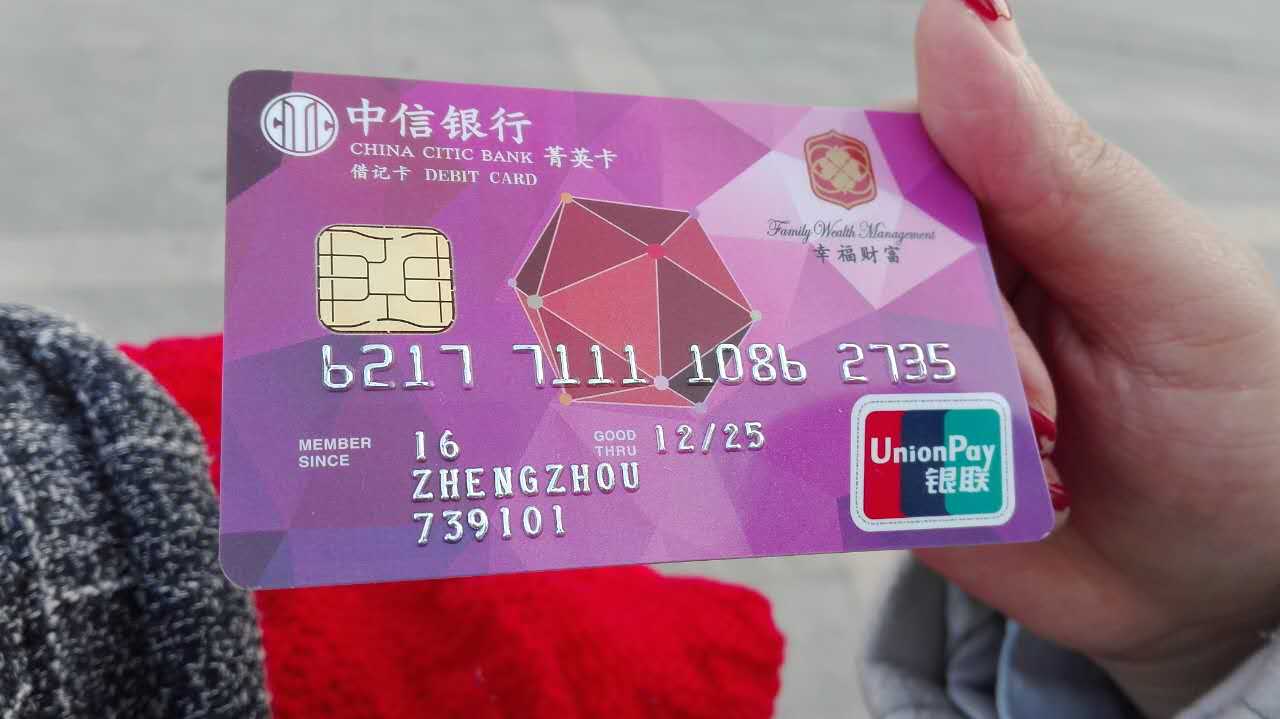 CITIC 中信银行
CHINA CITIC BANK 菁英卡
借记卡 DEBIT CARD
Family Wealth Management
幸福财富
6217 7111 1086 2735
MEMBER SINCE 16
GOOD THRU 12/25
ZHENGZHOU
739101
UnionPay
银联